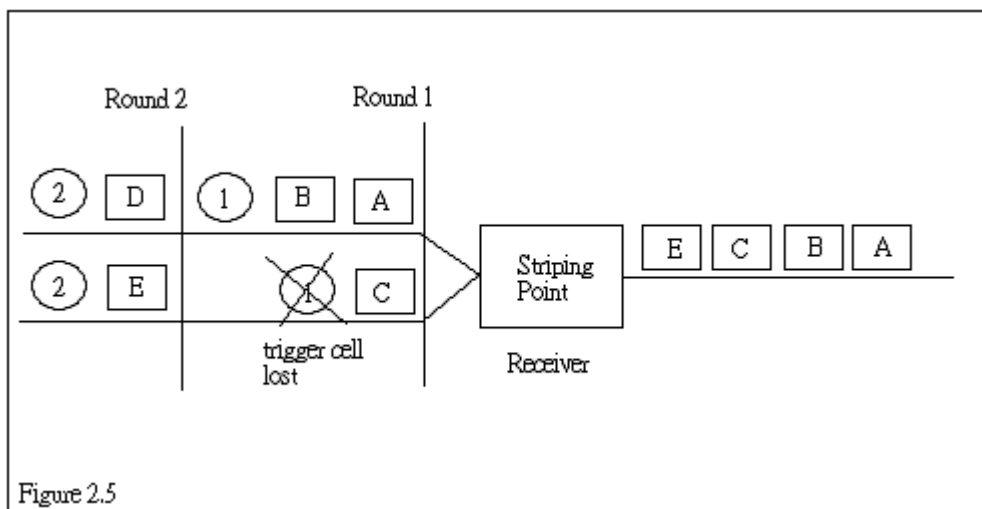 Round 2
Round 1
2 D 1 B A
2 E 1 C
trigger cell
lost
Striping
Point
Receiver
E C B A
Figure 2.5